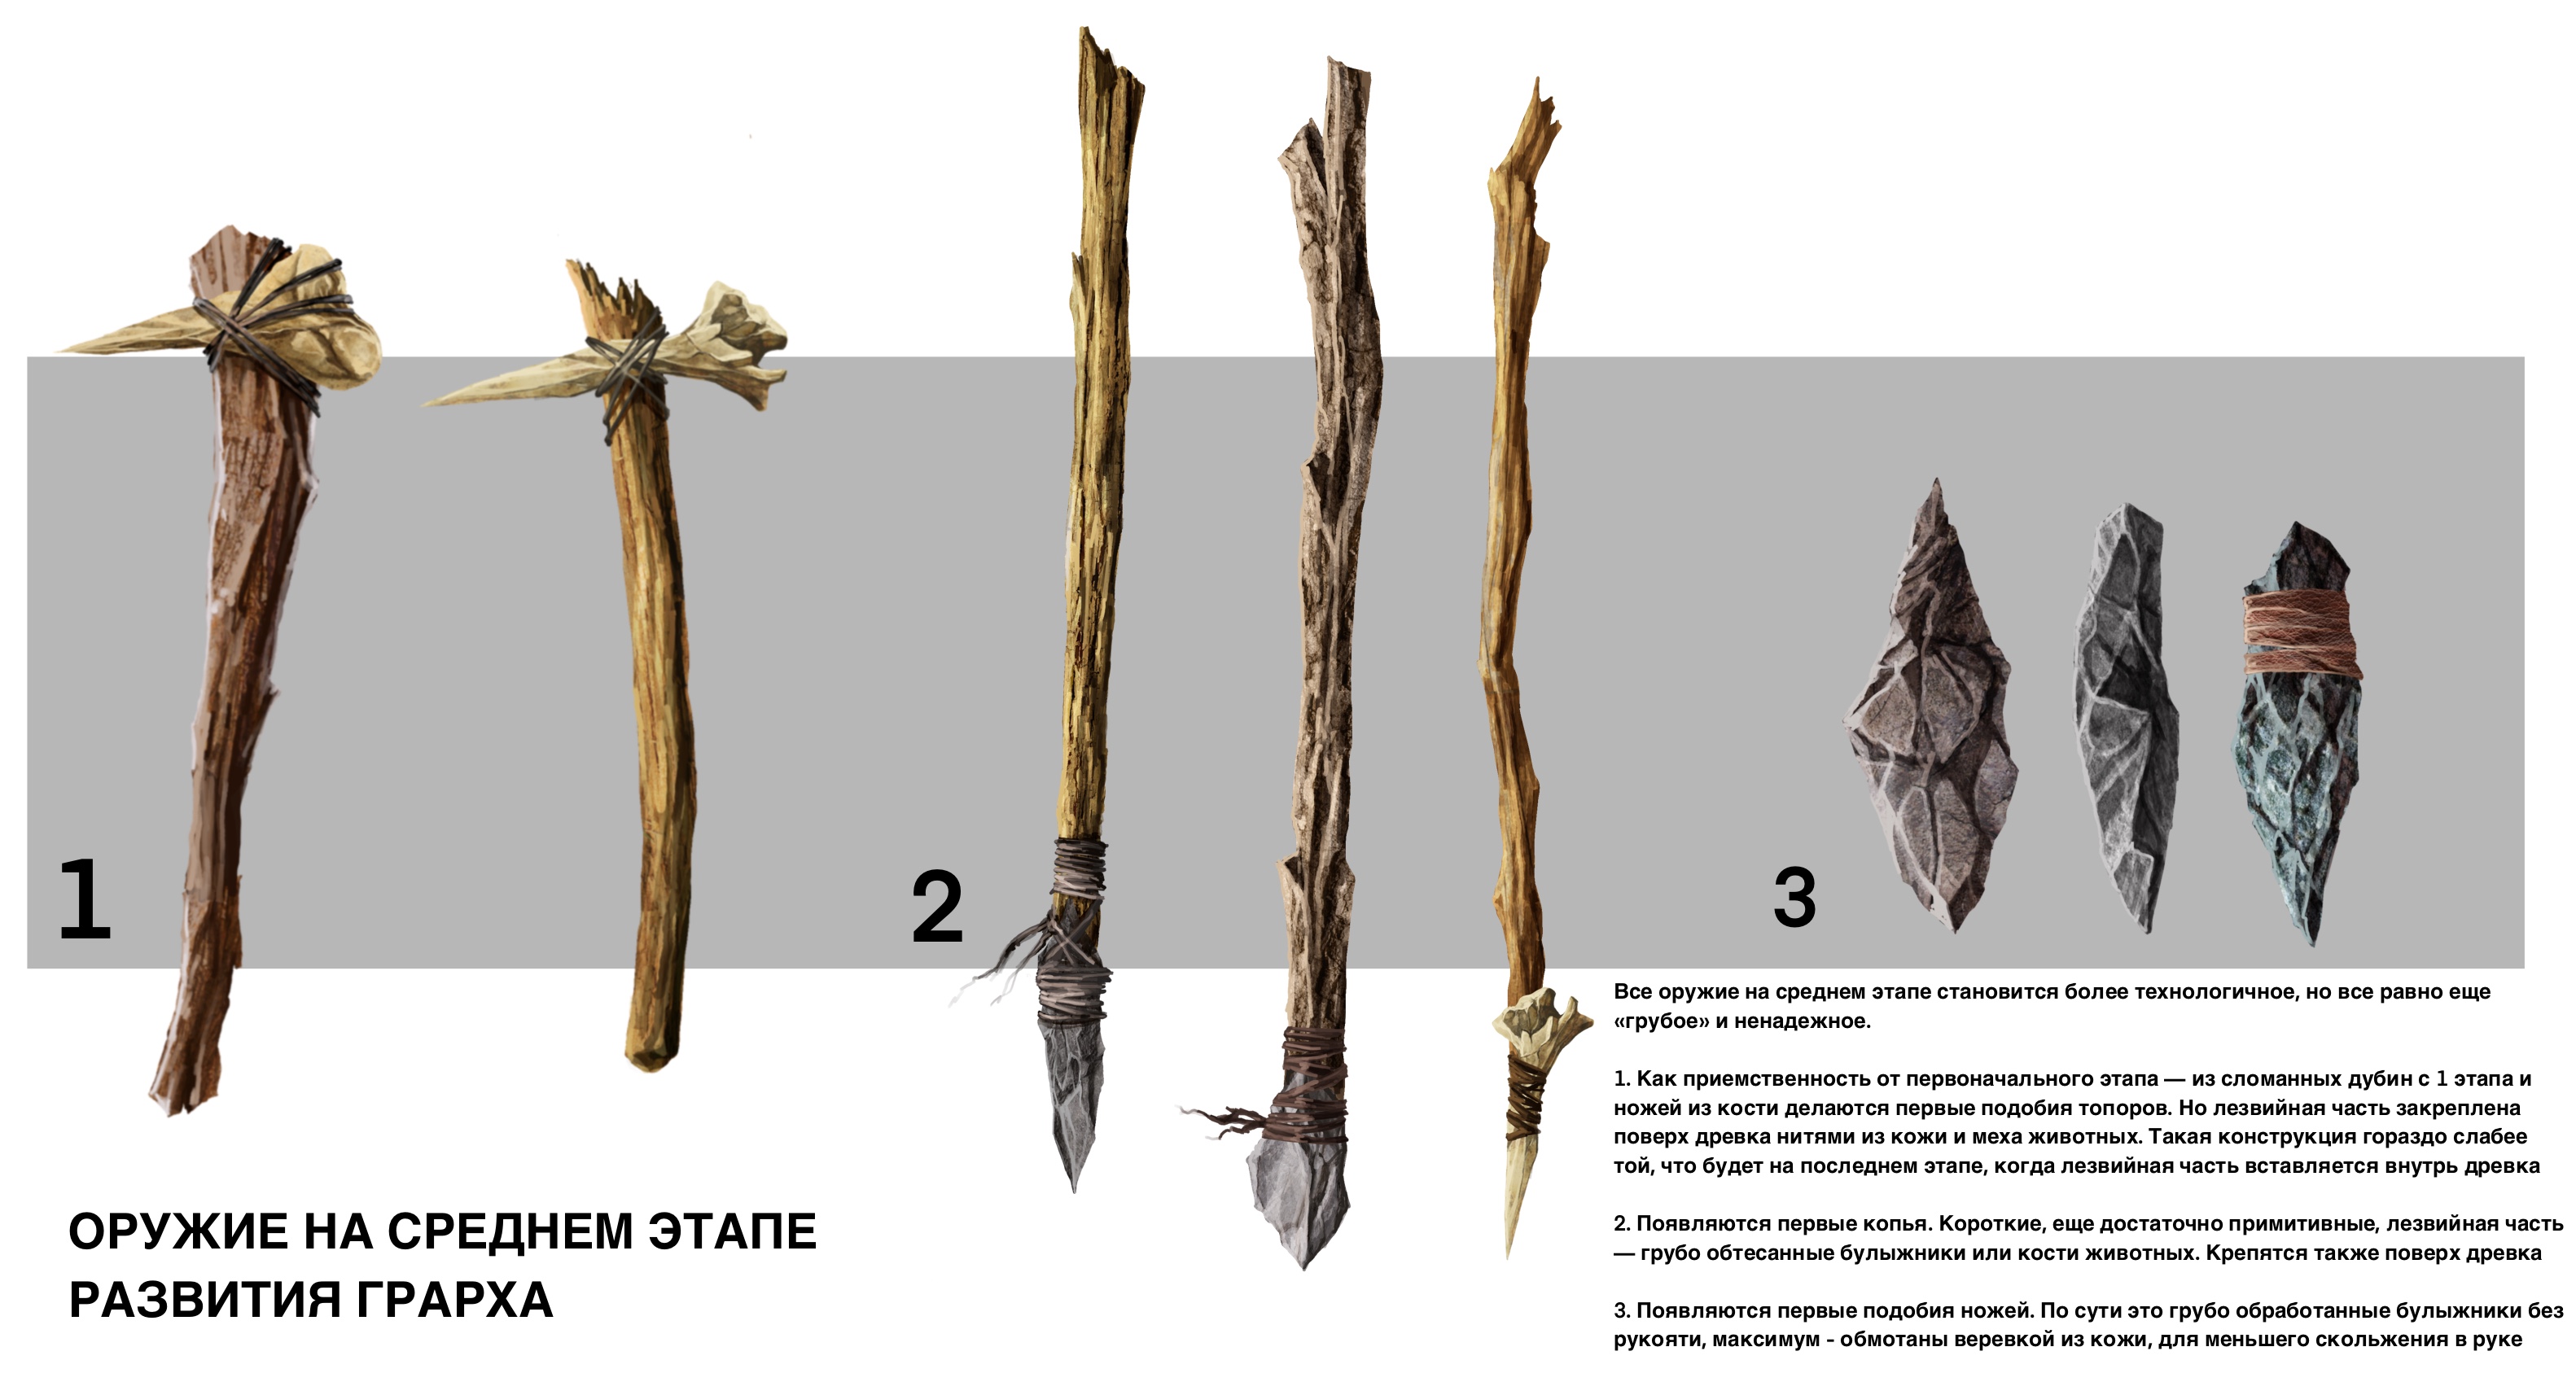 1
2
3
ОРУЖИЕ НА СРЕДНЕМ ЭТАПЕ
РАЗВИТИЯ ГРАРХА
Все оружие на среднем этапе становится более технологичное, но все равно еще
«грубое» и ненадежное.
1. Как приемственность от первоначального этапа — из сломанных дубин с 1 этапа и
ножей из кости делаются первые подобия топоров. Но лезвийная часть закреплена
поверх древка нитями из кожи и меха животных. Такая конструкция гораздо слабее
той, что будет на последнем этапе, когда лезвийная часть вставляется внутрь древка
2. Появляются первые копья. Короткие, еще достаточно примитивные, лезвийная часть
— грубо обтесанные булыжники или кости животных. Крепятся также поверх древка
3. Появляются первые подобия ножей. По сути это грубо обработанные булыжники без
рукояти, максимум - обмотаны веревкой из кожи, для меньшего скольжения в руке